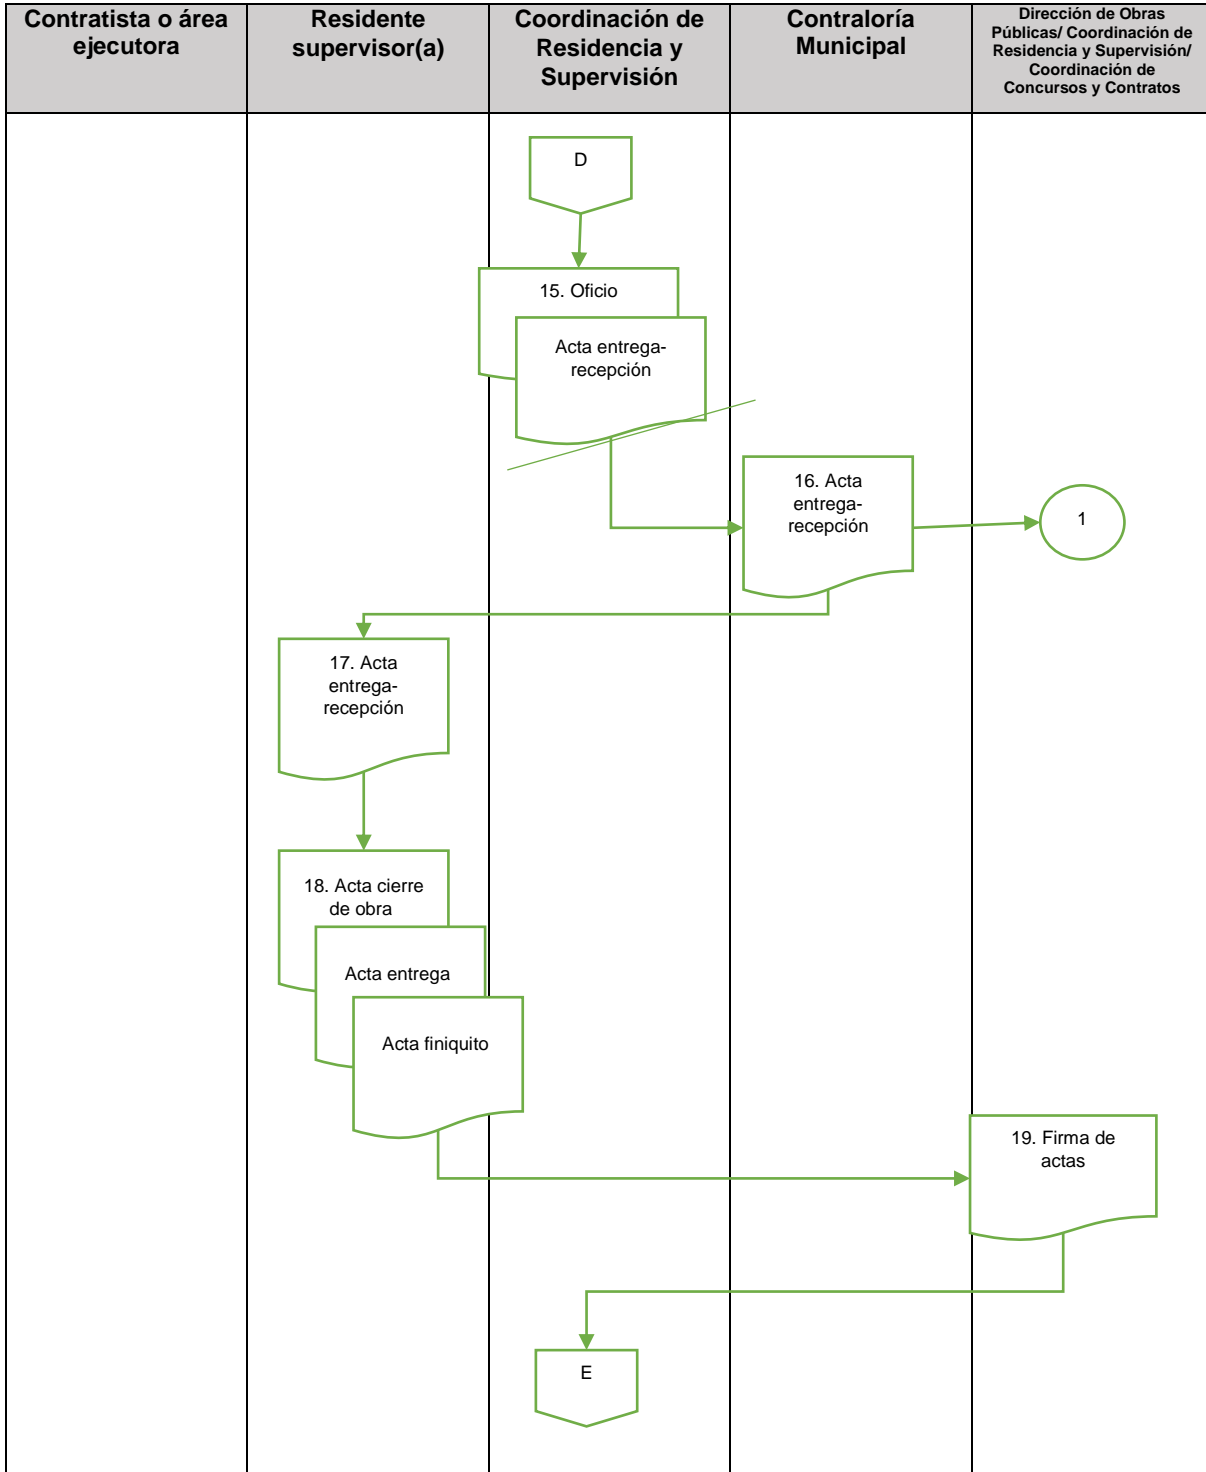 Contratista o área
ejecutora
Residente
supervisor(a)
Coordinación de
Residencia y
Supervisión
Contraloría
Municipal
Dirección de Obras
Públicas/ Coordinación de
Residencia y Supervisión/
Coordinación de
Concursos y Contratos
D
15. Oficio
Acta entrega-
recepción
16. Acta
entrega-
recepción
1
17. Acta
entrega-
recepción
18. Acta cierre
de obra
Acta entrega
Acta finiquito
19. Firma de
actas
E